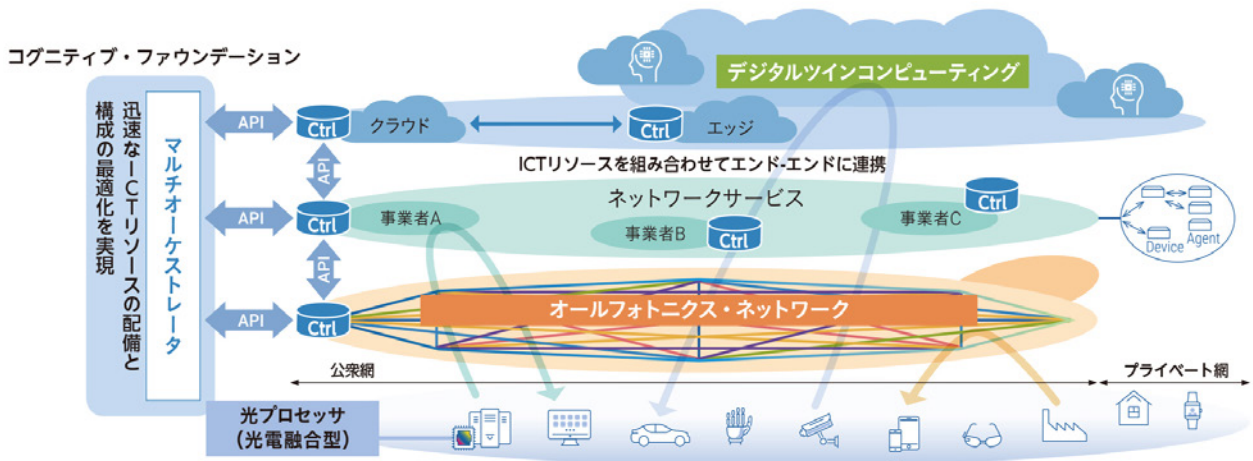 コグニティブ・ファウンデーション
迅速なICTリソースの配備と
構成の最適化を実現
マルチオーケストレータ
デジタルツインコンピューティング
API
Ctrl
クラウド
Ctrl
エッジ
API
ICTリソースを組み合わせてエンド-エンドに連携
ネットワークサービス
API
Ctrl
事業者A
事業者B
Ctrl
事業者C
Ctrl
Device
Agent
API
API
Ctrl
オールフォトニクス・ネットワーク
公衆網
プライベート網
光プロセッサ
(光電融合型)